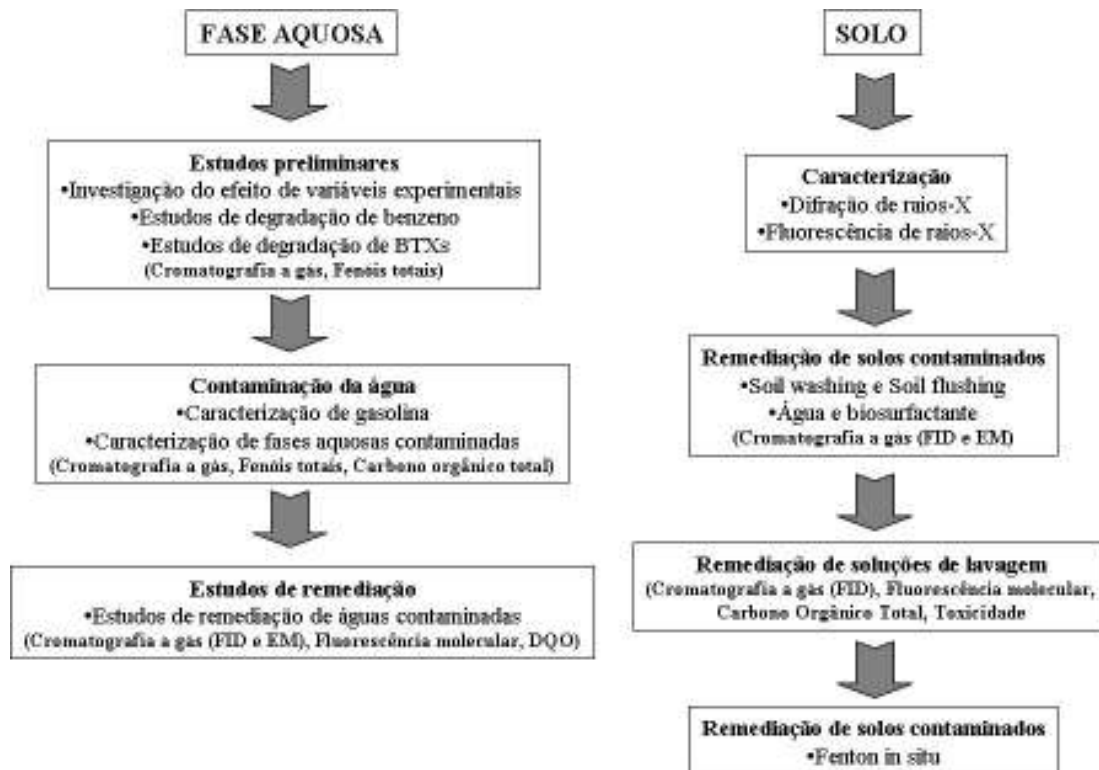 FASE AQUOSA
Estudos preliminares
•Investigação do efeito de variáveis experimentais
•Estudos de degradação de benzeno
•Estudos de degradação de BTXs
(Cromatografia a gás, Fenóis totais)
Contaminação da água
•Caracterização de gasolina
•Caracterização de fases aquosas contaminadas
(Cromatografia a gás, Fenóis totais, Carbono orgânico total)
Estudos de remediação
•Estudos de remediação de águas contaminadas
(Cromatografia a gás (FID e EM), Fluorescência molecular, DQO)
SOLO
Caracterização
•Difração de raios-X
•Fluorescência de raios-X
Remediação de solos contaminados
•Soil washing e Soil flushing
•Água e biosurfactante
(Cromatografia a gás (FID e EM)
Remediação de soluções de lavagem
(Cromatografia a gás (FID), Fluorescência molecular,
Carbono Orgânico Total, Toxicidade
Remediação de solos contaminados
•Fenton in situ